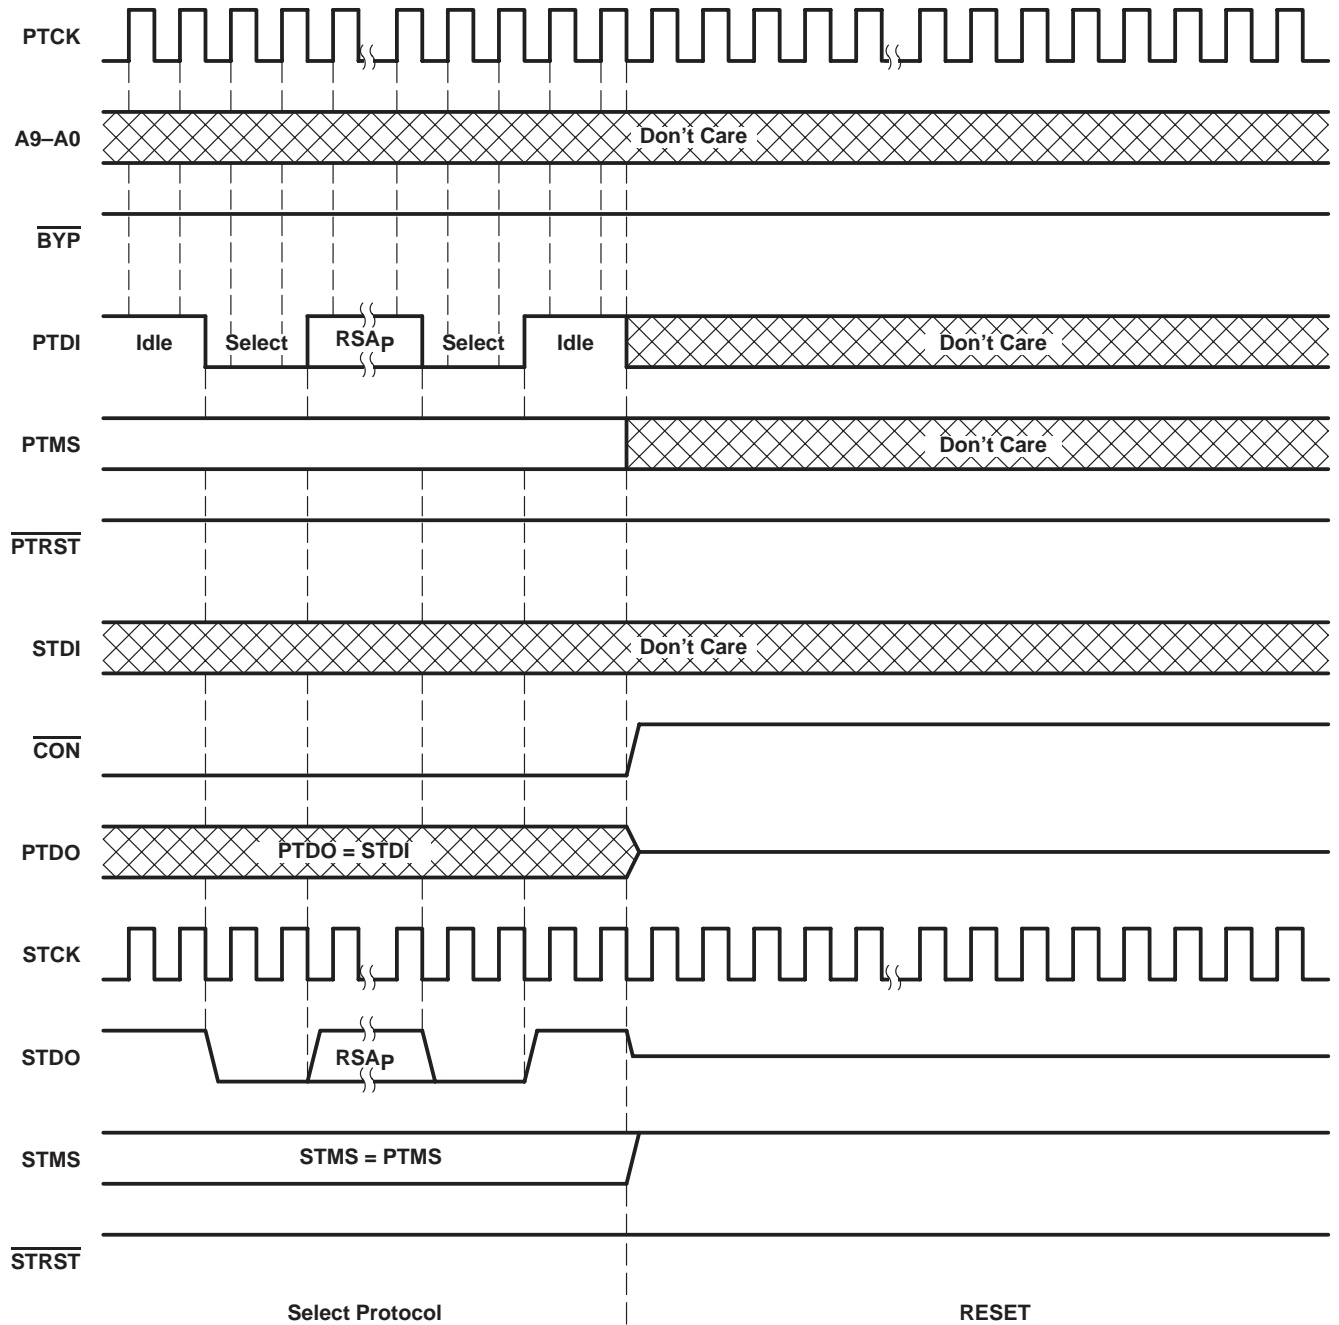 PTCK
A9–A0
Don't Care
BYP
PTDI
Idle
Select
RSAP
Select
Idle
Don't Care
PTMS
Don't Care
PTRST
STDI
Don't Care
CON
PTDO
PTDO = STDI
STCK
STDO
RSAP
STMS
STMS = PTMS
STRST
Select Protocol
RESET